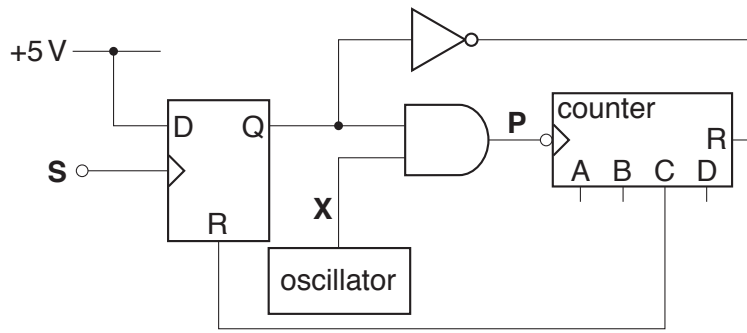 +5 V
counter
D Q
P
R
S
A B C D
R
X
oscillator